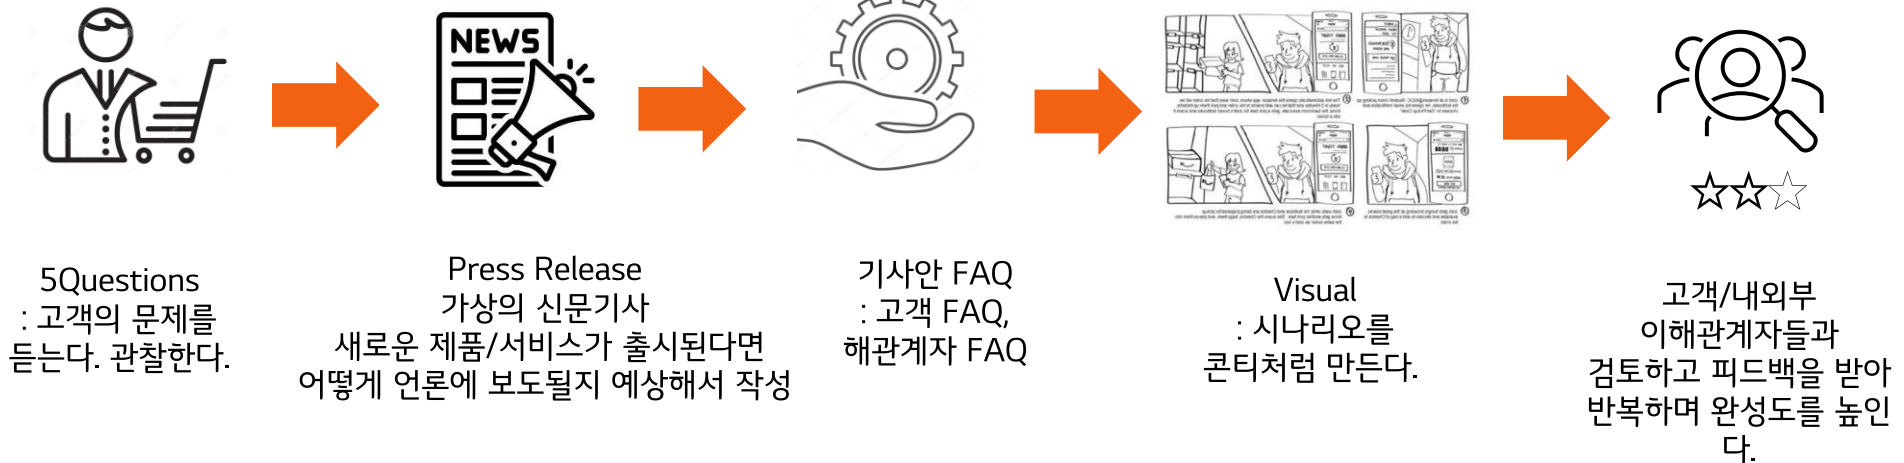 NEWS
5Questions
: 고객의 문제를
듣는다. 관찰한다.
Press Release
가상의 신문기사
새로운 제품/서비스가 출시된다면
어떻게 언론에 보도될지 예상해서 작성
기사안 FAQ
: 고객 FAQ,
해관계자 FAQ
Visual
: 시나리오를
콘티처럼 만든다.
고객/내외부
이해관계자들과
검토하고 피드백을 받아
반복하며 완성도를 높인
다.